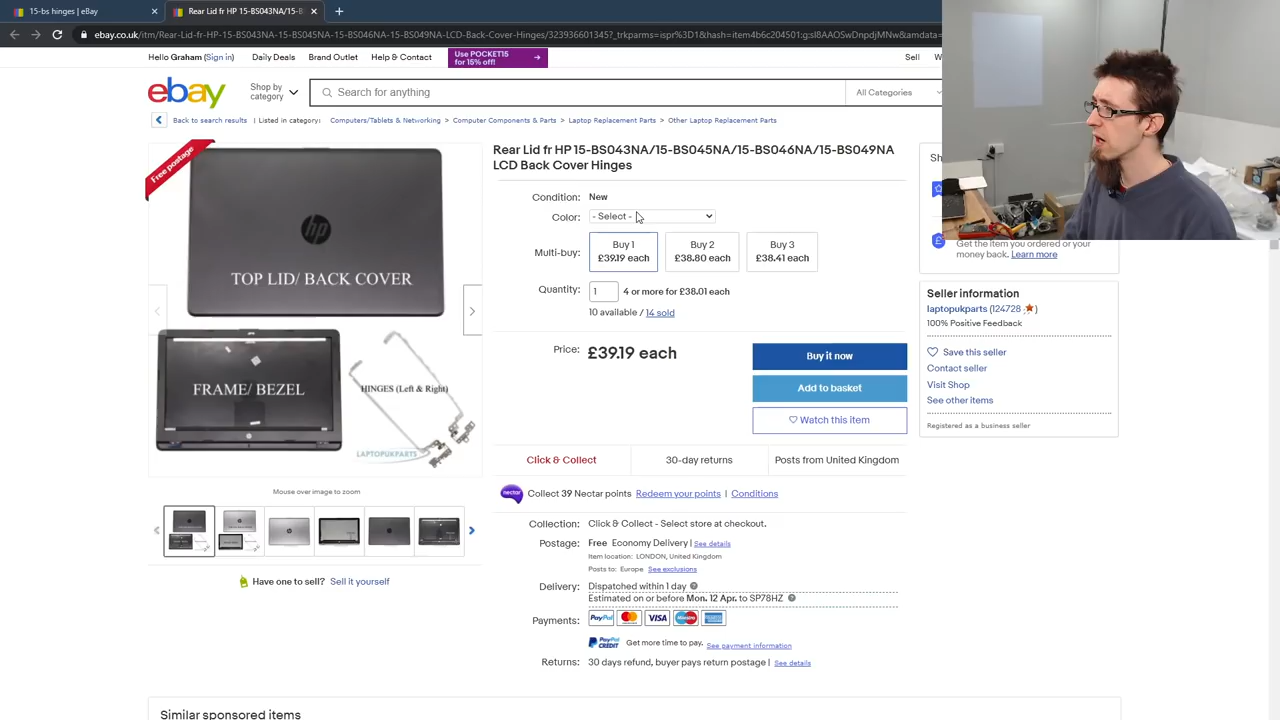 15-bs hinges | eBay
Rear Lid fr HP 15-BS043NA/15-B
ebay.co.uk/itm/Rear-Lid-fr-HP-15-BS043NA-15-BS045NA-15-BS046NA-15-BS049NA-LCD-Back-Cover-Hinges/323936601345?_trkparms=ispr%3D1&hash=item4b6c204501:g:sl8AAOSwDnpdjMNw&amdata=
Hello Graham (Sign in)
Daily Deals
Brand Outlet
Help & Contact
Use POCKET15
for 15% off!
Sell
W
ebay
Shop by
category
Search for anything
All Categories
Back to search results | Listed in category:
Computers/Tablets & Networking > Computer Components & Parts > Laptop Replacement Parts > Other Laptop Replacement Parts
Free postage
hp
TOP LID/ BACK COVER
FRAME/ BEZEL
HINGES (Left & Right)
LAPTOPUKPARTS
Mouse over image to zoom
Have one to sell? Sell it yourself
Rear Lid fr HP 15-BS043NA/15-BS045NA/15-BS046NA/15-BS049NA
LCD Back Cover Hinges
Condition: New
Color: - Select -
Multi-buy:
Buy 1
£39.19 each
Buy 2
£38.80 each
Buy 3
£38.41 each
Quantity: 1 4 or more for £38.01 each
10 available / 14 sold
Price: £39.19 each
Buy it now
Add to basket
Watch this item
Click & Collect
30-day returns
Posts from United Kingdom
nectar Collect 39 Nectar points Redeem your points | Conditions
Collection: Click & Collect - Select store at checkout.
Postage: Free Economy Delivery | See details
Item location: LONDON, United Kingdom
Posts to: Europe See exclusions
Delivery: Dispatched within 1 day
Estimated on or before Mon. 12 Apr. to SP78HZ
Payments: PayPal VISA
PayPal CREDIT Get more time to pay. See payment information
Returns: 30 days refund, buyer pays return postage | See details
Sh
Get the item you ordered or your
money back. Learn more
Seller information
laptopukparts (124728 )
100% Positive Feedback
Save this seller
Contact seller
Visit Shop
See other items
Registered as a business seller
Similar sponsored items